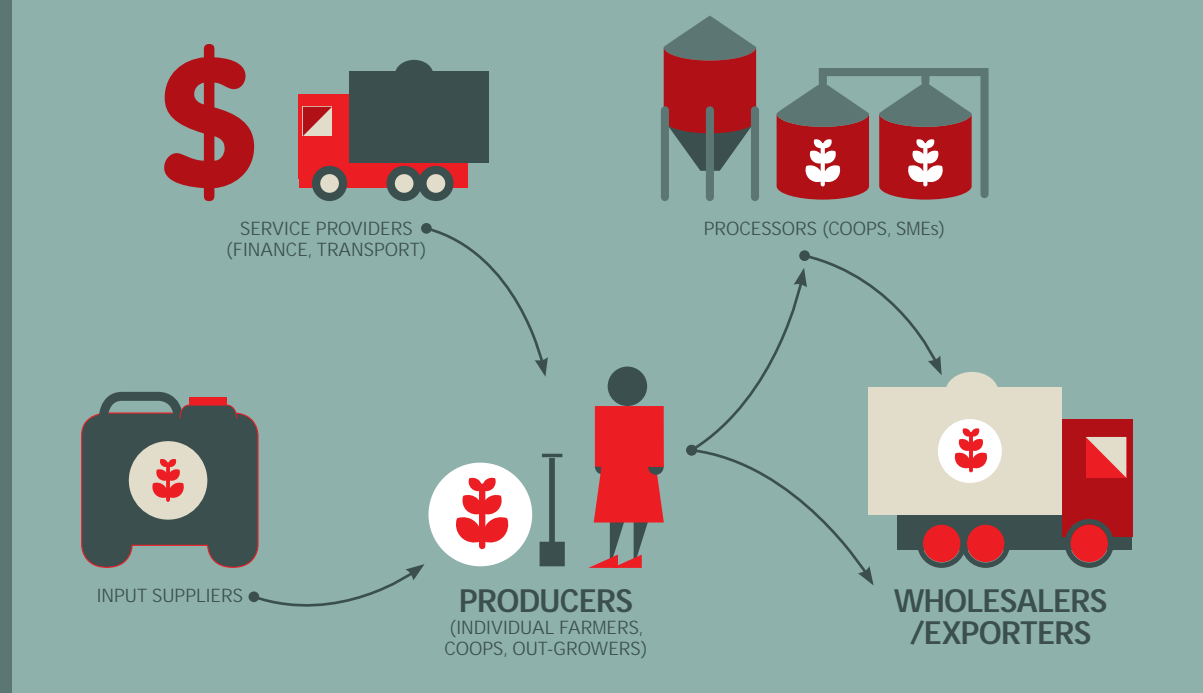 SERVICE PROVIDERS
(FINANCE, TRANSPORT)
PROCESSORS (COOPS, SMEs)
INPUT SUPPLIERS
PRODUCERS
(INDIVIDUAL FARMERS,
COOPS, OUT-GROWERS)
WHOLESALERS
/EXPORTERS